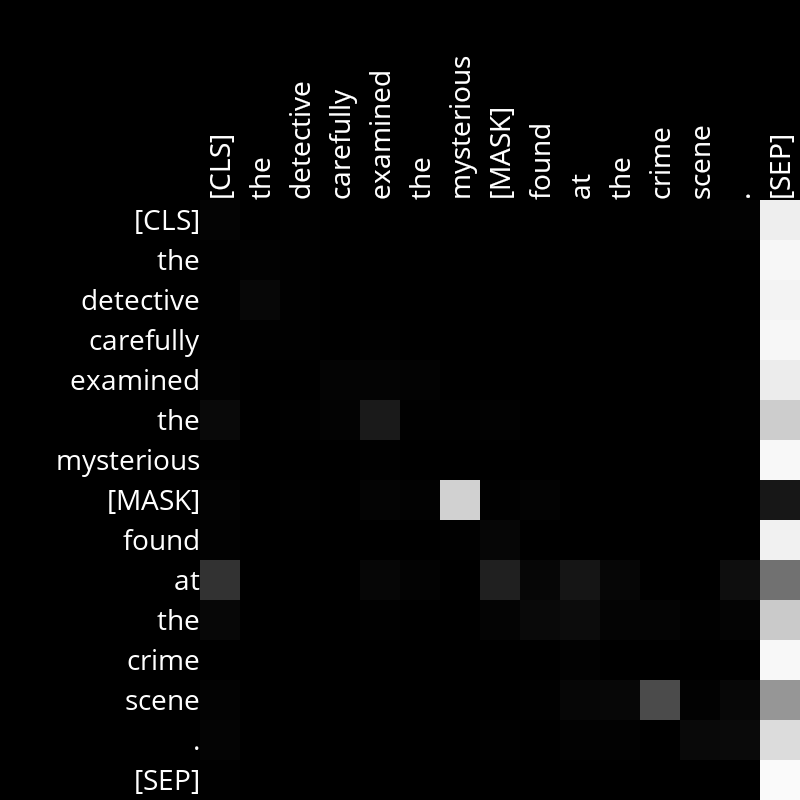 [CLS] the detective carefully examined the mysterious [MASK] found at the crime scene . [SEP]
[CLS]
the
detective
carefully
examined
the
mysterious
[MASK]
found
at
the
crime
scene
.
[SEP]